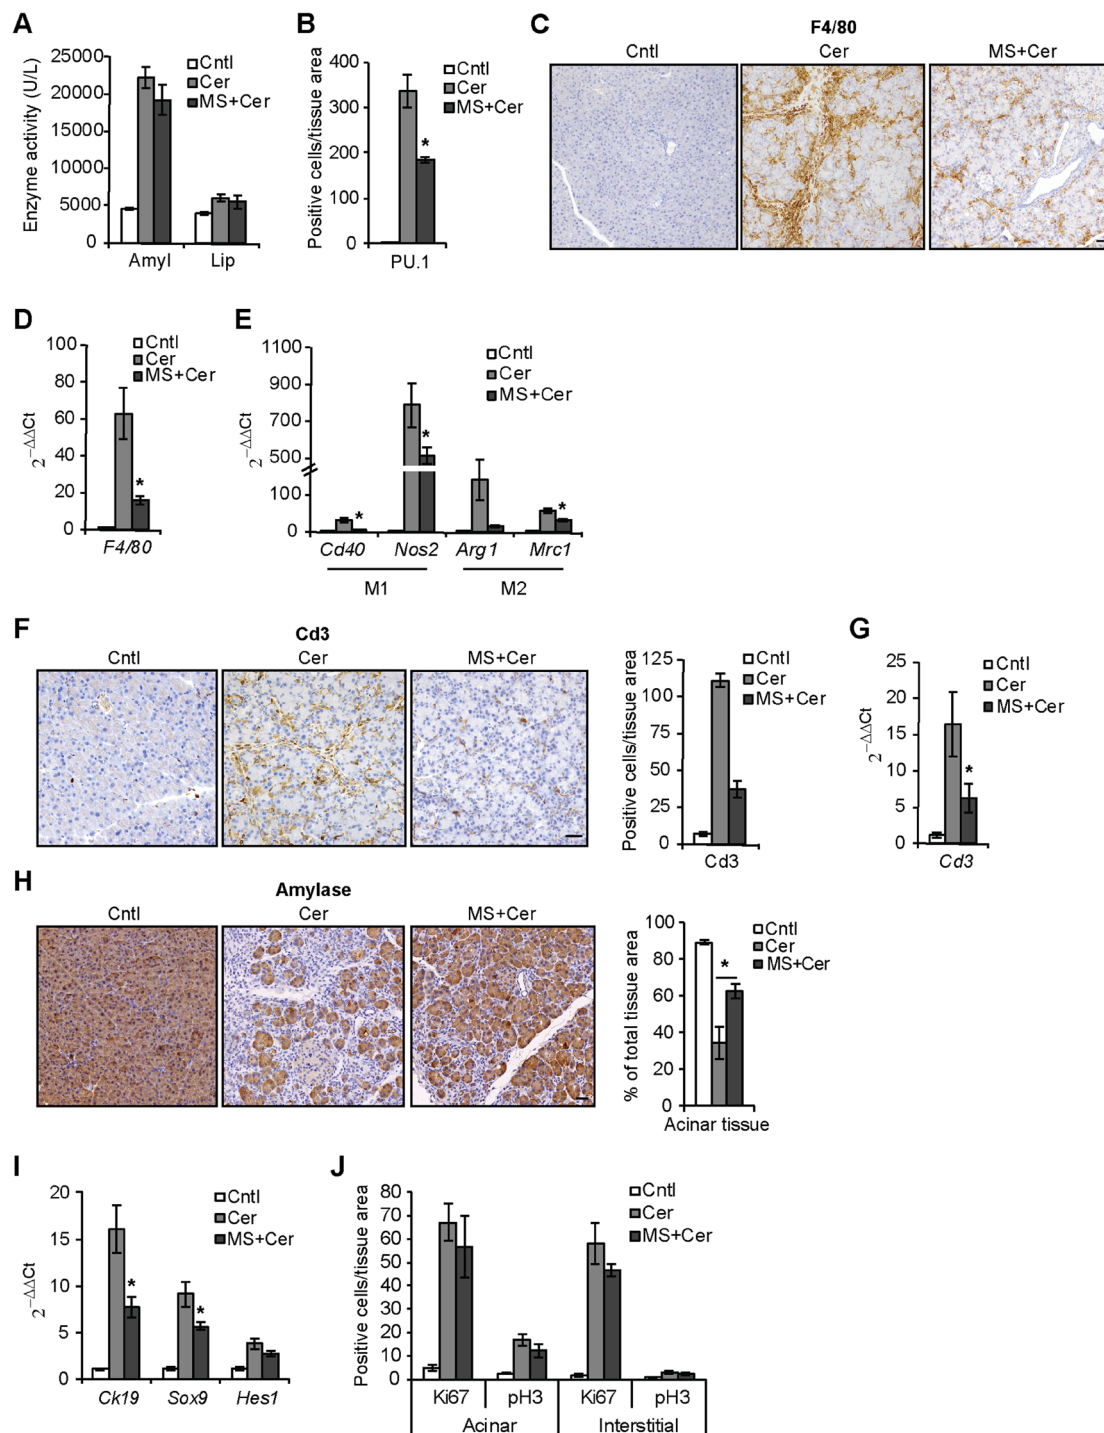 A
Enzyme activity (U/L)
25000
20000
15000
10000
5000
0
Amyl Lip
Cntl
Cer
MS+Cer
B
Positive cells/tissue area
400
300
200
100
0
*
PU.1
Cntl
Cer
MS+Cer
C
F4/80
Cntl Cer MS+Cer
D
2−ΔΔCt
100
80
60
40
20
0
*
F4/80
Cntl
Cer
MS+Cer
E
2−ΔΔCt
1100
900
700
500
100
0
* * *
Cd40 Nos2 Arg1 Mrc1
M1 M2
Cntl
Cer
MS+Cer
F
Cd3
Cntl Cer MS+Cer
Positive cells/tissue area
125
100
75
50
25
0
Cd3
Cntl
Cer
MS+Cer
G
2−ΔΔCt
25
20
15
10
5
0
*
Cd3
Cntl
Cer
MS+Cer
H
Amylase
Cntl Cer MS+Cer
% of total tissue area
100
80
60
40
20
0
*
Acinar tissue
Cntl
Cer
MS+Cer
I
2−ΔΔCt
20
15
10
5
0
* *
Ck19 Sox9 Hes1
Cntl
Cer
MS+Cer
J
Positive cells/tissue area
80
70
60
50
40
30
20
10
0
Ki67 pH3 Ki67 pH3
Acinar Interstitial
Cntl
Cer
MS+Cer